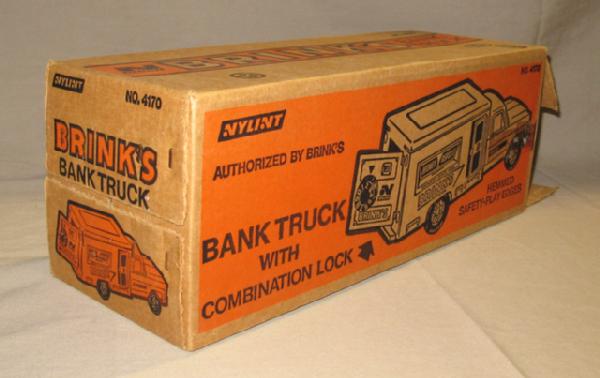 NYLINT
NO. 4170
BRINK'S
BANK TRUCK
NYLINT
AUTHORIZED BY BRINK'S
BANK TRUCK
WITH
COMBINATION LOCK
BRINK'S
HEMMED
SAFETY-PLAY EDGES
NO. 4170